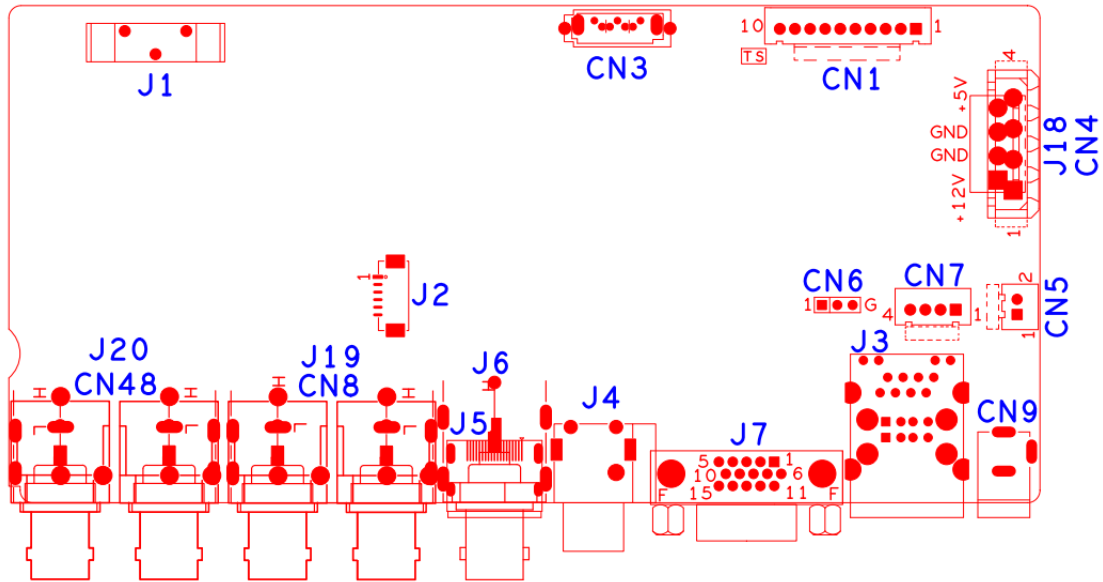 10 1
TS
J1
CN3
CN1
4
+5V
GND
GND
+12V
1
J18
CN4
1
J2
CN6
1 G
CN7
4 1
2
1
CN5
J20
CN48
J19
CN8
J6
J5
J4
J7
J3
CN9
H
H
H
H
H
L
L
L
L
5 1
10 6
15 11
F F